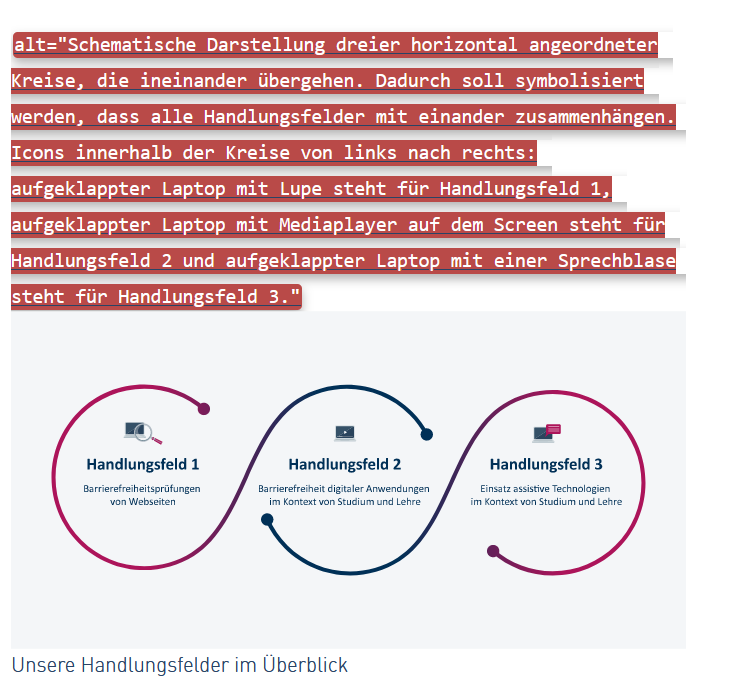 alt="Schematische Darstellung dreier horizontal angeordneter
Kreise, die ineinander übergehen. Dadurch soll symbolisiert
werden, dass alle Handlungsfelder mit einander zusammenhängen.
Icons innerhalb der Kreise von links nach rechts:
aufgeklappter Laptop mit Lupe steht für Handlungsfeld 1,
aufgeklappter Laptop mit Mediaplayer auf dem Screen steht für
Handlungsfeld 2 und aufgeklappter Laptop mit einer Sprechblase
steht für Handlungsfeld 3."
Handlungsfeld 1
Barrierefreiheitsprüfungen
von Webseiten
Handlungsfeld 2
Barrierefreiheit digitaler Anwendungen
im Kontext von Studium und Lehre
Handlungsfeld 3
Einsatz assistive Technologien
im Kontext von Studium und Lehre
Unsere Handlungsfelder im Überblick